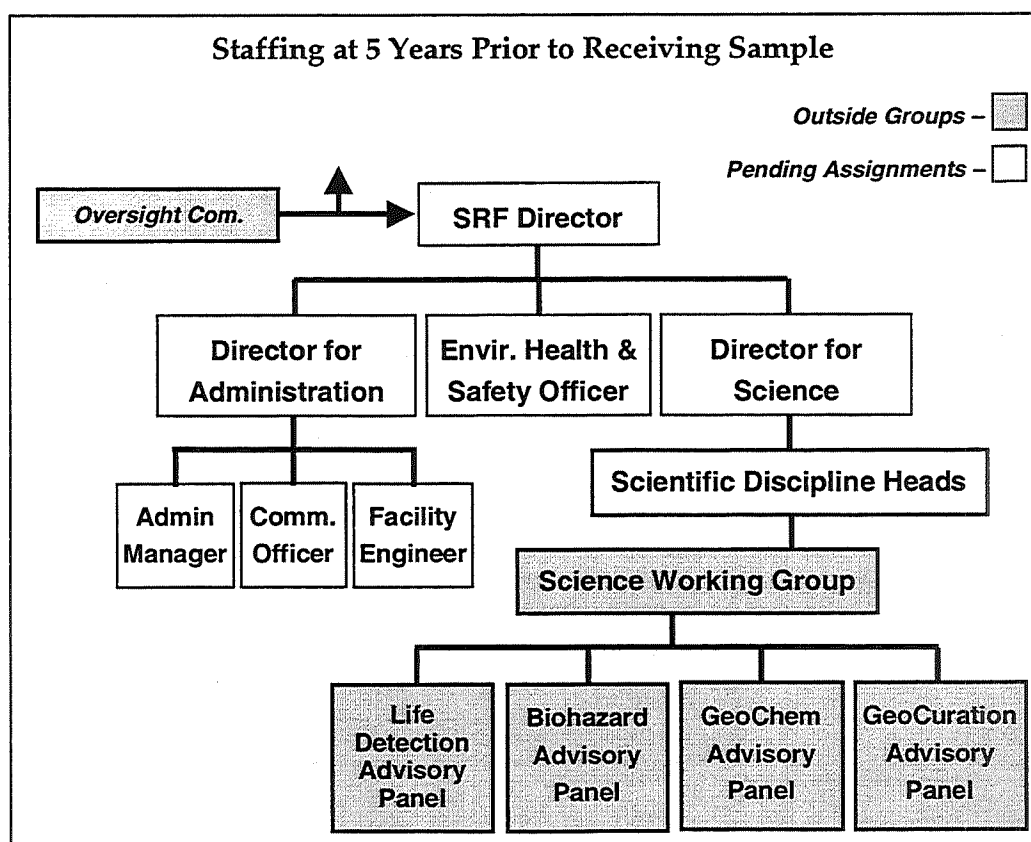 Staffing at 5 Years Prior to Receiving Sample
Outside Groups –
Pending Assignments –
Oversight Com.
SRF Director
Director for
Administration
Envir. Health &
Safety Officer
Director for
Science
Scientific Discipline Heads
Admin
Manager
Comm.
Officer
Facility
Engineer
Science Working Group
Life
Detection
Advisory
Panel
Biohazard
Advisory
Panel
GeoChem
Advisory
Panel
GeoCuration
Advisory
Panel